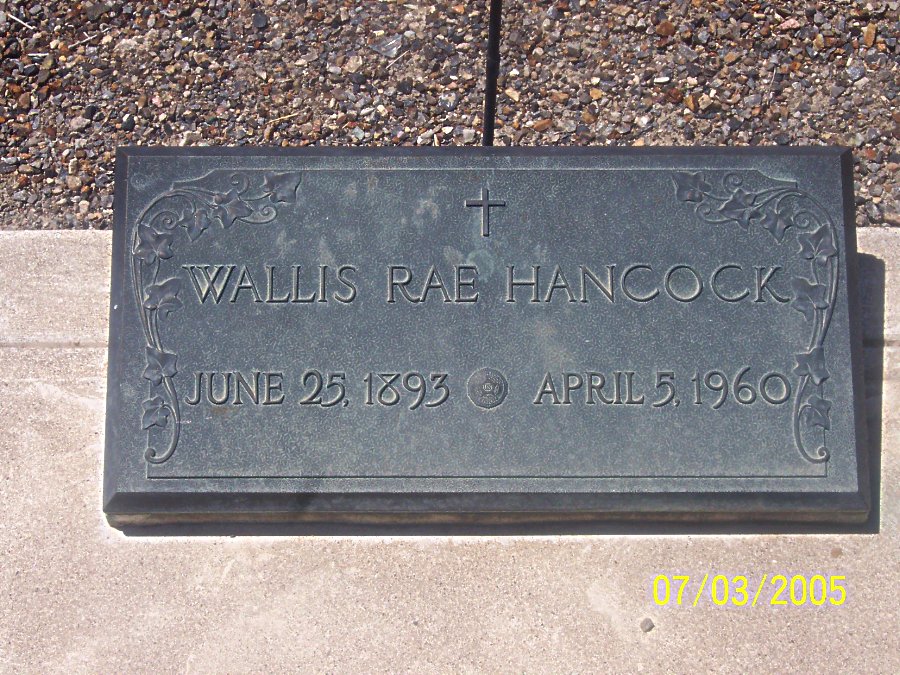 WALLIS RAE HANCOCK
JUNE 25, 1893 APRIL 5, 1960
07/03/2005